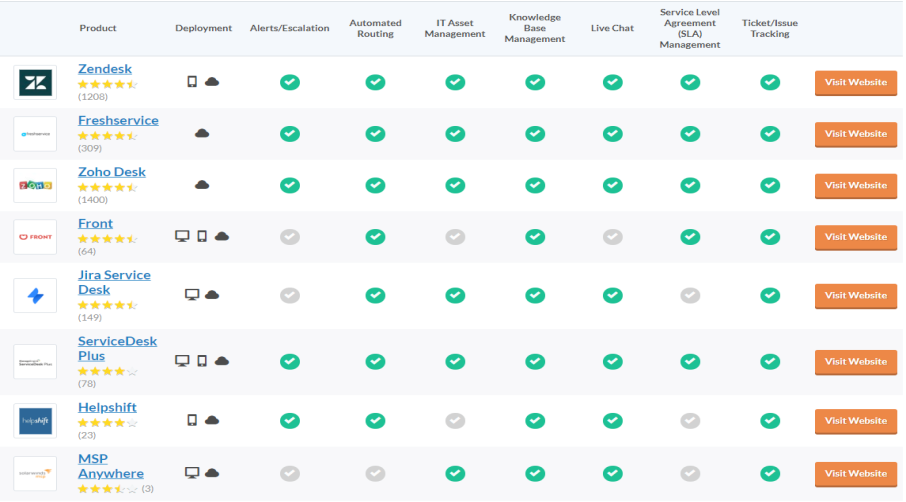 Product Deployment Alerts/Escalation Automated Routing IT Asset Management Knowledge Base Management Live Chat Service Level Agreement (SLA) Management Ticket/Issue Tracking
Zendesk
(1208)
Visit Website
freshservice
Freshservice
(309)
Visit Website
ZOHO
Zoho Desk
(1400)
Visit Website
FRONT
Front
(64)
Visit Website
Jira Service
Desk
(149)
Visit Website
ServiceDesk Plus
ServiceDesk
Plus
(78)
Visit Website
helpshift
Helpshift
(23)
Visit Website
solarwinds
msp
MSP
Anywhere
(3)
Visit Website